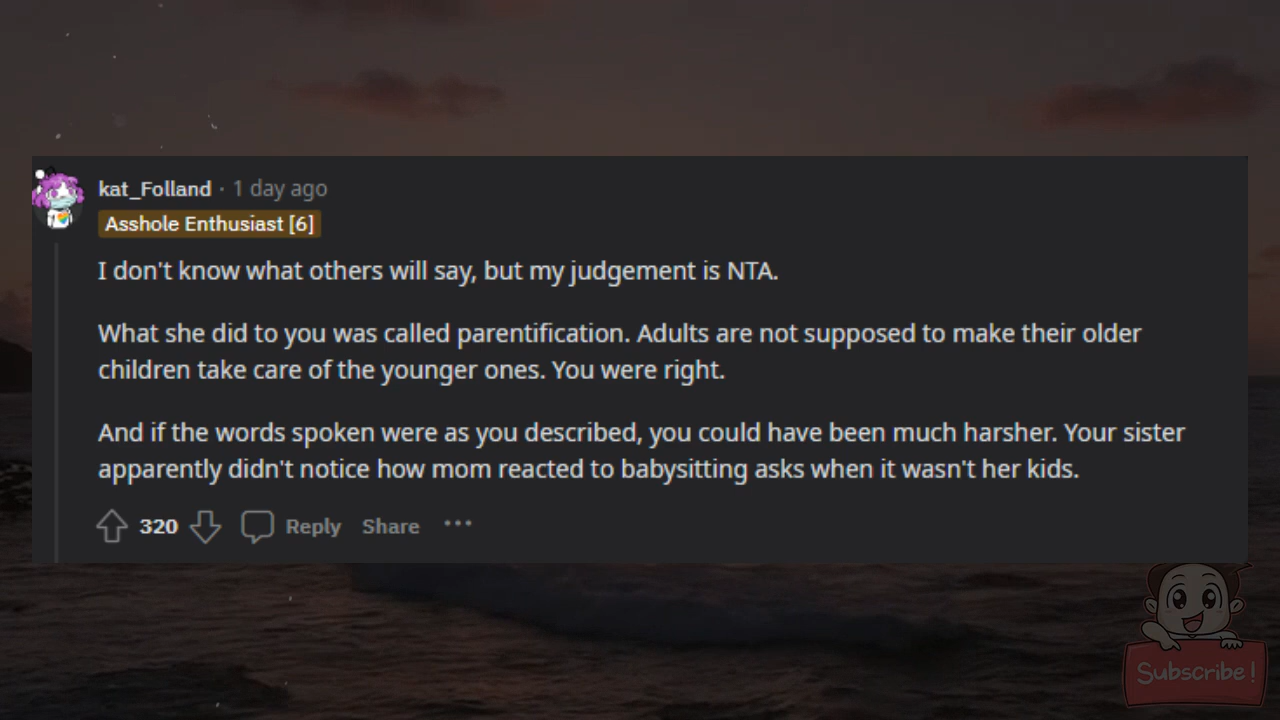 kat_Folland · 1 day ago
Asshole Enthusiast [6]
I don't know what others will say, but my judgement is NTA.
What she did to you was called parentification. Adults are not supposed to make their older
children take care of the younger ones. You were right.
And if the words spoken were as you described, you could have been much harsher. Your sister
apparently didn't notice how mom reacted to babysitting asks when it wasn't her kids.
320 Reply Share ···
Subscribe!